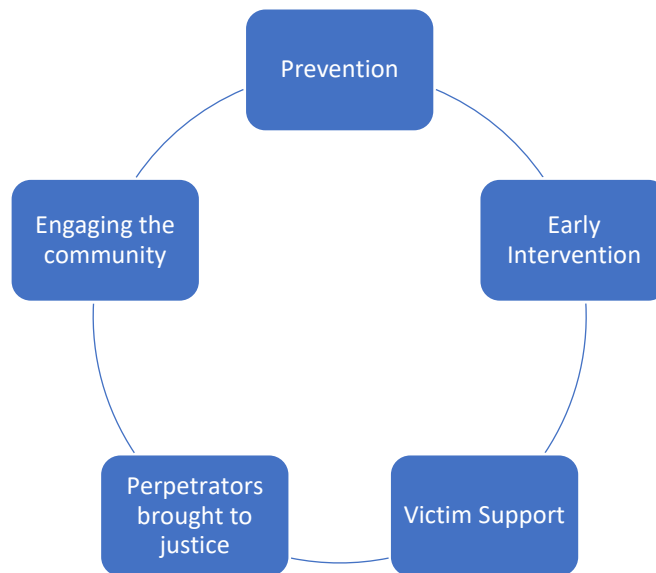 Prevention
Early
Intervention
Victim Support
Perpetrators
brought to
justice
Engaging the
community